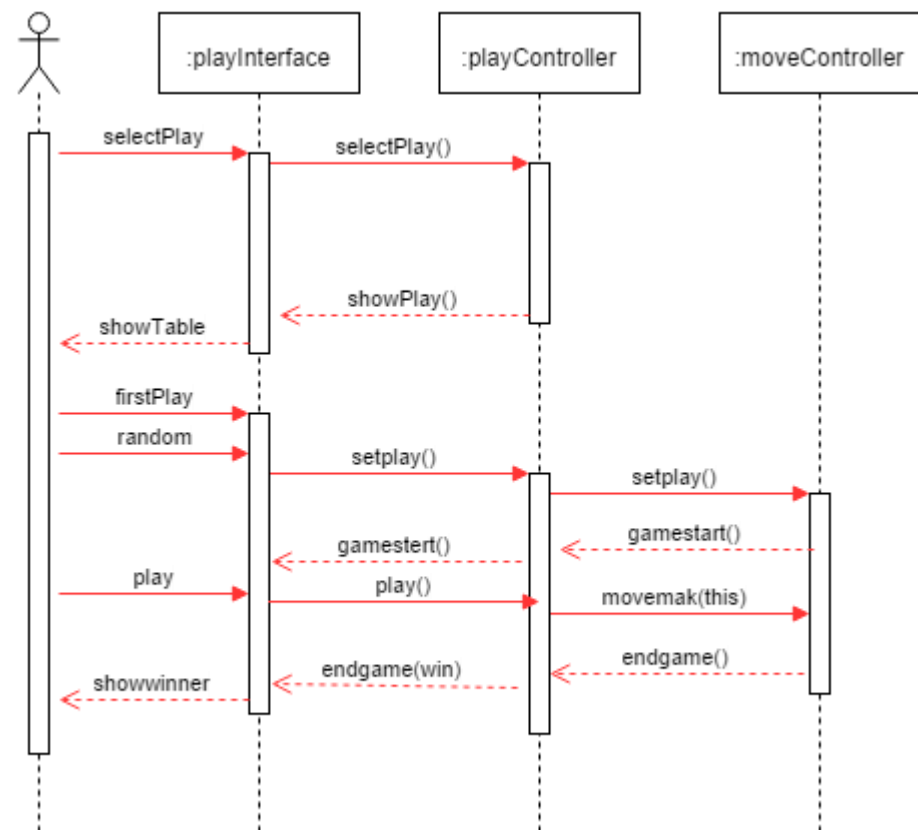 :playInterface
:playController
:moveController
selectPlay
selectPlay()
showPlay()
showTable
firstPlay
random
setplay()
setplay()
gamestart()
gamestert()
play
play()
movemak(this)
endgame()
endgame(win)
showwinner